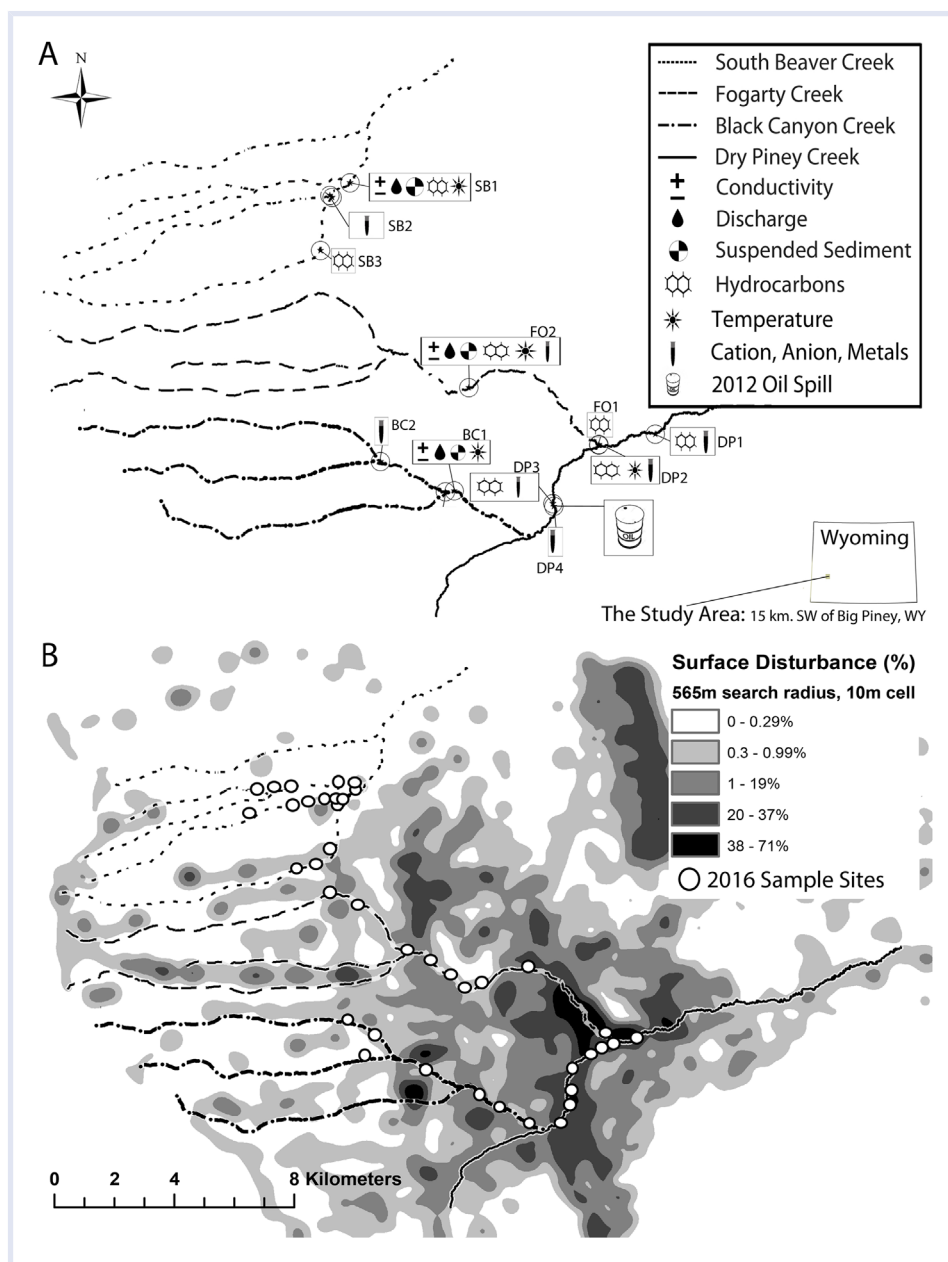 A
N
South Beaver Creek
Fogarty Creek
Black Canyon Creek
Dry Piney Creek
Conductivity
Discharge
Suspended Sediment
Hydrocarbons
Temperature
Cation, Anion, Metals
2012 Oil Spill
SB1
SB2
SB3
FO2
FO1
BC2
BC1
DP1
DP2
DP3
OIL
DP4
Wyoming
The Study Area: 15 km. SW of Big Piney, WY
B
Surface Disturbance (%)
565m search radius, 10m cell
0 - 0.29%
0.3 - 0.99%
1 - 19%
20 - 37%
38 - 71%
2016 Sample Sites
0 2 4 8 Kilometers